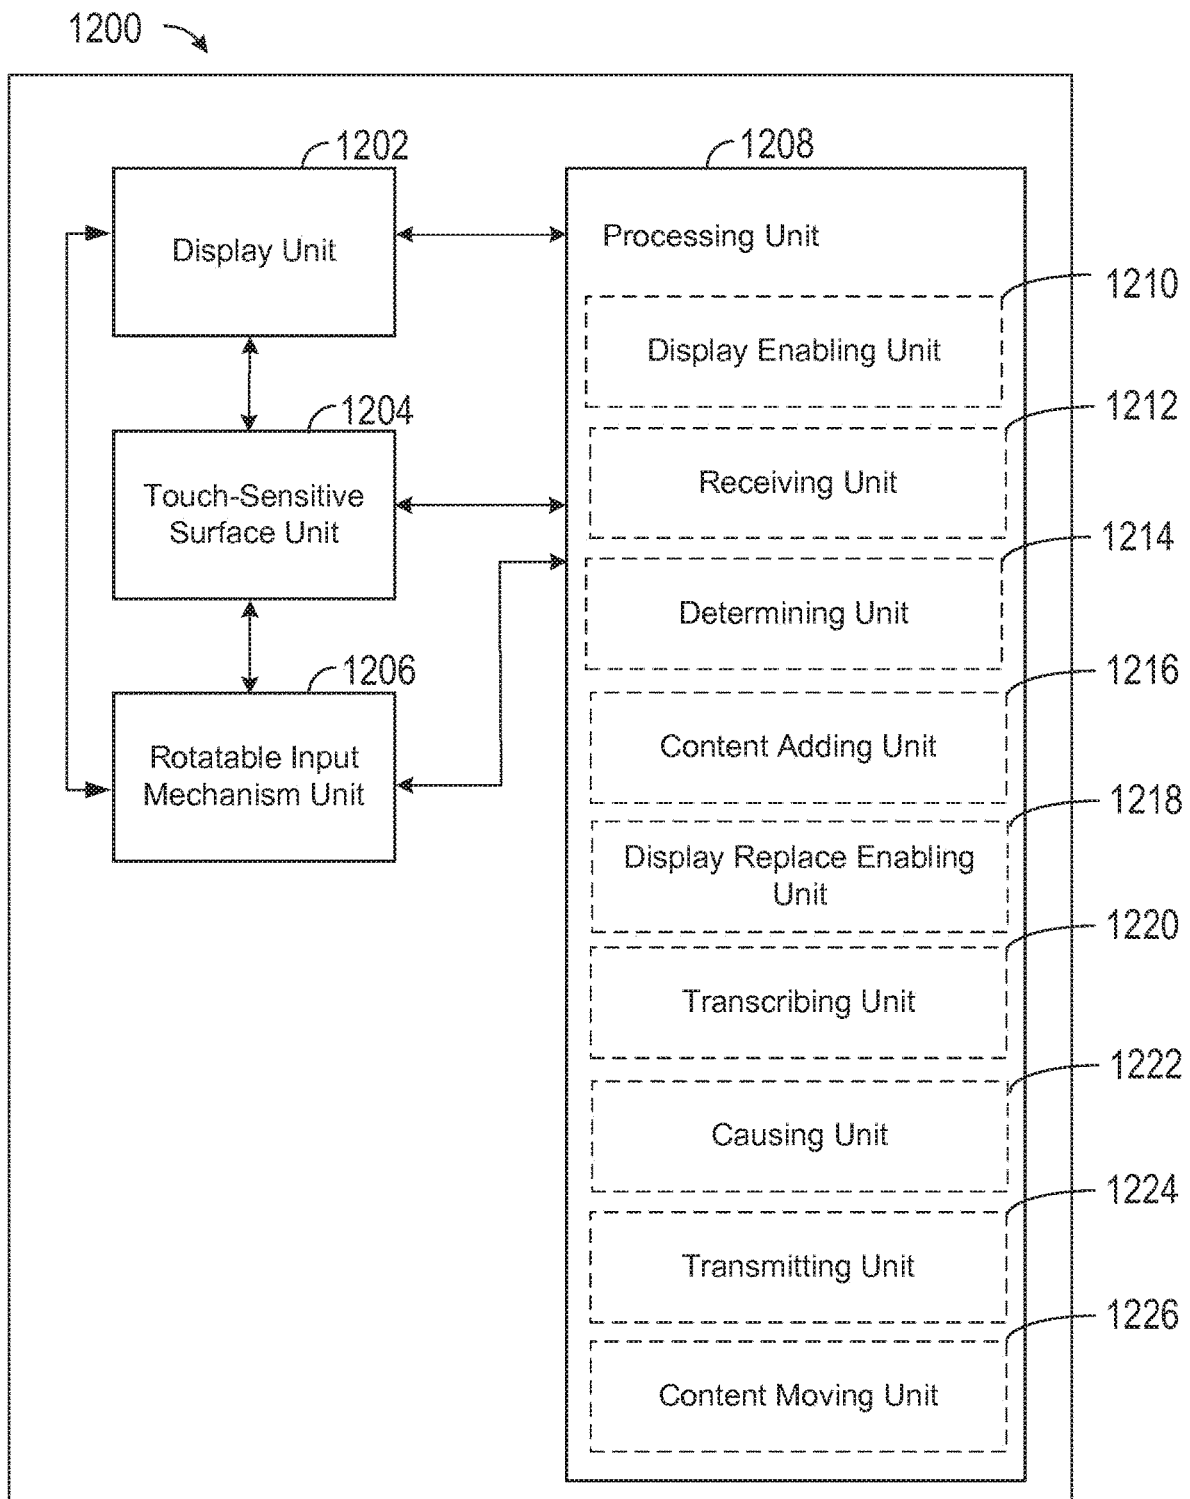 1200
1202
Display Unit
1204
Touch-Sensitive
Surface Unit
1206
Rotatable Input
Mechanism Unit
1208
Processing Unit
1210
Display Enabling Unit
1212
Receiving Unit
1214
Determining Unit
1216
Content Adding Unit
1218
Display Replace Enabling
Unit
1220
Transcribing Unit
1222
Causing Unit
1224
Transmitting Unit
1226
Content Moving Unit